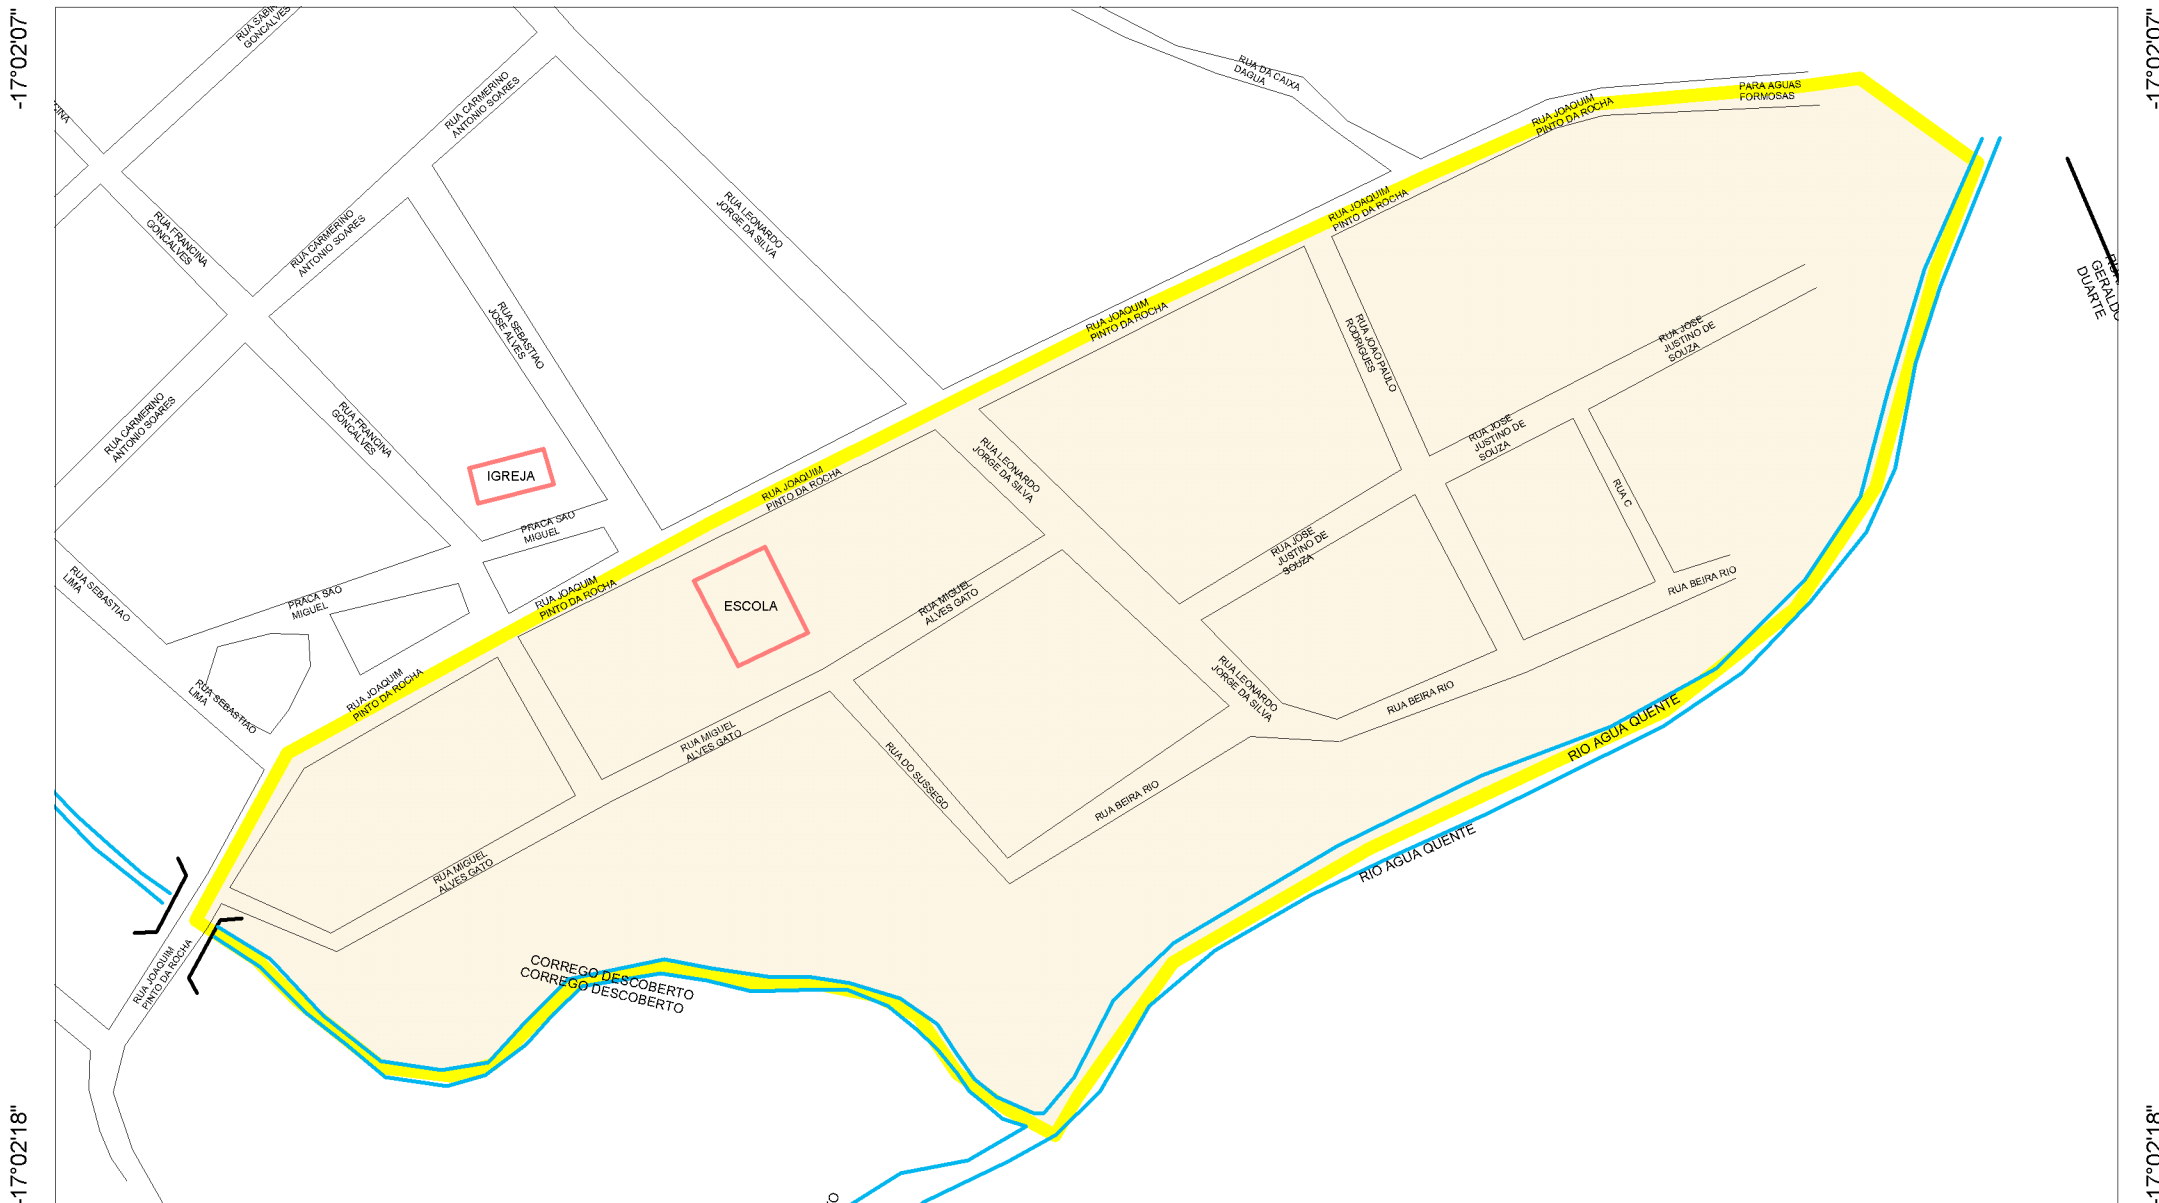 -17°02'07"
-17°02'07"
GONCALVES
RUA DA CAIXA
DAGUA
RUA CARMERINO
ANTONIO SOARES
PARA AGUAS
FORMOSAS
RUA JOAQUIM
PINTO DA ROCHA
RUA JOAQUIM
PINTO DA ROCHA
RUA LEONARDO
JORGE DA SILVA
RUA FRANCINA
GONCALVES
RUA CARMERINO
ANTONIO SOARES
GERALDO
DUARTE
RUA SEBASTIAO
JOSE ALVES
RUA JOAQUIM
PINTO DA ROCHA
RUA JOAO PAULO
RODRIGUES
RUA JOSE
JUSTINO DE
SOUZA
RUA CARMERINO
ANTONIO SOARES
RUA FRANCINA
GONCALVES
RUA JOSE
JUSTINO DE
SOUZA
IGREJA
RUA LEONARDO
JORGE DA SILVA
RUA JOAQUIM
PINTO DA ROCHA
RUA C
PRACA SAO
MIGUEL
RUA JOSE
JUSTINO DE
SOUZA
RUA SEBASTIAO
LIMA
PRACA SAO
MIGUEL
RUA JOAQUIM
PINTO DA ROCHA
ESCOLA
RUA MIGUEL
ALVES GATO
RUA BEIRA RIO
RUA SEBASTIAO
LIMA
RUA JOAQUIM
PINTO DA ROCHA
RUA LEONARDO
JORGE DA SILVA
RUA BEIRA RIO
RUA MIGUEL
ALVES GATO
RIO AGUA QUENTE
RUA DO SUSSEGO
RUA BEIRA RIO
RIO AGUA QUENTE
RUA MIGUEL
ALVES GATO
RUA JOAQUIM
PINTO DA ROCHA
CORREGO DESCOBERTO
CORREGO DESCOBERTO
-17°02'18"
-17°02'18"